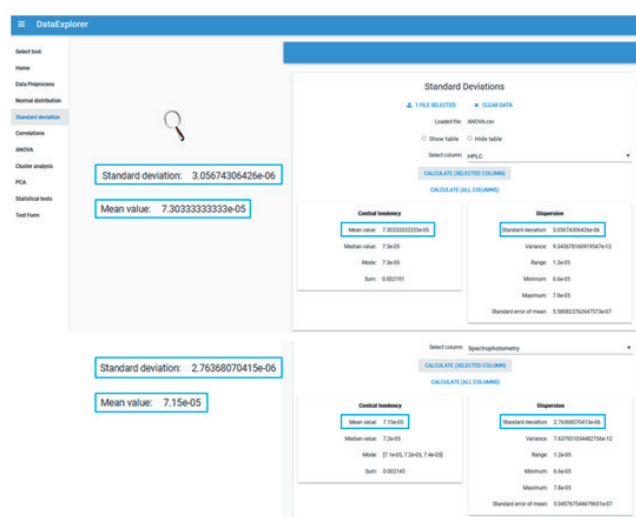 ≡ DataExplorer
Select tool:
Home
Data Preprocess
Normal distribution
Standard deviation
Correlations
ANOVA
Cluster analysis
PCA
Statistical tests
Test Form
Standard deviation: 3.05674306426e-06
Mean value: 7.30333333333e-05
Standard Deviations
1 FILE SELECTED × CLEAR DATA
Loaded file: ANOVA.csv
Show table Hide table
Select column: HPLC
CALCULATE (SELECTED COLUMN)
CALCULATE (ALL COLUMNS)
Central tendency
Mean value: 7.30333333333e-05
Median value: 7.3e-05
Mode: 7.3e-05
Sum: 0.002191
Dispersion
Standard deviation: 3.05674306426e-06
Variance: 9.340678160919547e-12
Range: 1.2e-05
Minimum: 6.6e-05
Maximum: 7.8e-05
Standard error of mean: 5.580823762647573e-07
Standard deviation: 2.76368070415e-06
Mean value: 7.15e-05
Select column: Spectrophotometry
CALCULATE (SELECTED COLUMN)
CALCULATE (ALL COLUMNS)
Central tendency
Mean value: 7.15e-05
Median value: 7.2e-05
Mode: [7.1e-05, 7.2e-05, 7.4e-05]
Sum: 0.002145
Dispersion
Standard deviation: 2.76368070415e-06
Variance: 7.637931034482756e-12
Range: 1.2e-05
Minimum: 6.6e-05
Maximum: 7.8e-05
Standard error of mean: 5.045767544679651e-07